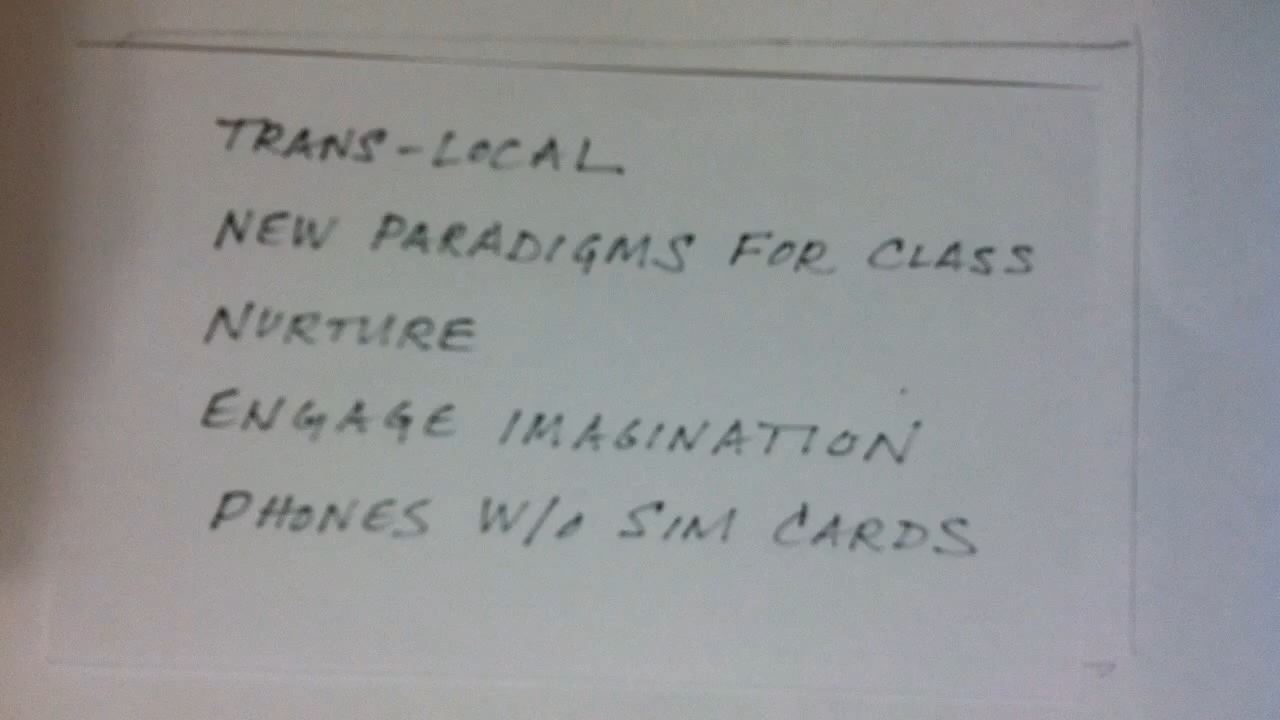 TRANS-LOCAL
NEW PARADIGMS FOR CLASS
NURTURE
ENGAGE IMAGINATION
PHONES W/O SIM CARDS